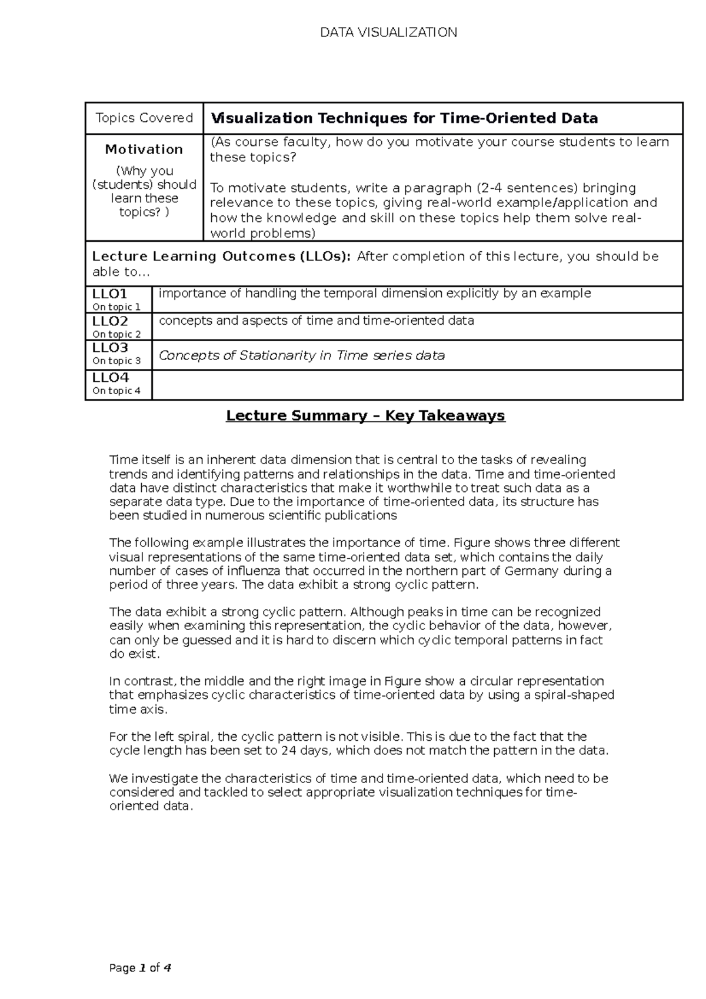 DATA VISUALIZATION
Topics Covered
Visualization Techniques for Time-Oriented Data
Motivation
(Why you
(students) should
learn these
topics? )
(As course faculty, how do you motivate your course students to learn
these topics?
To motivate students, write a paragraph (2-4 sentences) bringing
relevance to these topics, giving real-world example/application and
how the knowledge and skill on these topics help them solve real-
world problems)
Lecture Learning Outcomes (LLOs): After completion of this lecture, you should be
able to…
LLO1
On topic 1
importance of handling the temporal dimension explicitly by an example
LLO2
On topic 2
concepts and aspects of time and time-oriented data
LLO3
On topic 3
Concepts of Stationarity in Time series data
LLO4
On topic 4
Lecture Summary – Key Takeaways
Time itself is an inherent data dimension that is central to the tasks of revealing
trends and identifying patterns and relationships in the data. Time and time-oriented
data have distinct characteristics that make it worthwhile to treat such data as a
separate data type. Due to the importance of time-oriented data, its structure has
been studied in numerous scientific publications
The following example illustrates the importance of time. Figure shows three different
visual representations of the same time-oriented data set, which contains the daily
number of cases of influenza that occurred in the northern part of Germany during a
period of three years. The data exhibit a strong cyclic pattern.
The data exhibit a strong cyclic pattern. Although peaks in time can be recognized
easily when examining this representation, the cyclic behavior of the data, however,
can only be guessed and it is hard to discern which cyclic temporal patterns in fact
do exist.
In contrast, the middle and the right image in Figure show a circular representation
that emphasizes cyclic characteristics of time-oriented data by using a spiral-shaped
time axis.
For the left spiral, the cyclic pattern is not visible. This is due to the fact that the
cycle length has been set to 24 days, which does not match the pattern in the data.
We investigate the characteristics of time and time-oriented data, which need to be
considered and tackled to select appropriate visualization techniques for time-
oriented data.
Page 1 of 4